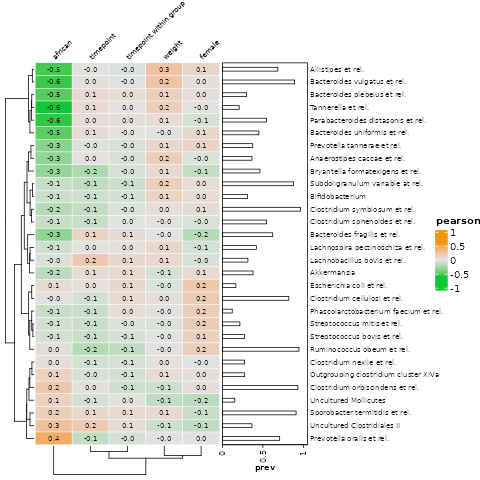 african timepoint timepoint.within.group weight female
-0.5 -0.0 -0.0 0.3 0.1 Allistipes et rel.
-0.6 0.0 -0.0 0.2 0.0 Bacteroides vulgatus et rel.
-0.5 0.1 0.0 0.1 0.0 Bacteroides plebeius et rel.
-0.6 0.1 0.0 0.2 -0.0 Tannerella et rel.
-0.6 0.0 0.0 0.1 -0.1 Parabacteroides distasonis et rel.
-0.5 0.1 -0.0 -0.0 0.1 Bacteroides uniformis et rel.
-0.3 -0.0 -0.0 0.1 0.1 Prevotella tannerae et rel.
-0.3 0.0 -0.0 0.2 -0.0 Anaerostipes caccae et rel.
-0.3 -0.2 -0.0 0.1 -0.1 Bryantella formatexigens et rel.
-0.1 -0.1 -0.1 0.2 0.0 Subdoligranulum variable at rel.
-0.1 -0.1 -0.1 0.1 0.0 Bifidobacterium
-0.2 -0.1 -0.0 0.0 0.1 Clostridium symbiosum et rel.
-0.1 -0.1 0.0 -0.0 -0.0 Clostridium sphenoides et rel.
-0.3 0.1 0.1 -0.0 -0.2 Bacteroides fragilis et rel.
-0.1 0.0 0.0 0.1 -0.1 Lachnospira pectinoschiza et rel.
-0.0 0.2 0.1 0.1 -0.0 Lachnobacillus bovis et rel.
-0.2 0.1 0.1 -0.1 0.1 Akkermansia
0.1 0.0 0.1 -0.0 0.2 Escherichia coli et rel.
-0.0 -0.1 0.1 0.0 0.2 Clostridium cellulosi et rel.
-0.1 -0.1 0.0 -0.0 0.2 Phascolarctobacterium faecium et rel.
-0.1 -0.1 -0.0 -0.0 0.2 Streptococcus mitis et rel.
-0.1 -0.1 -0.1 -0.0 0.1 Streptococcus bovis et rel.
0.0 -0.2 -0.1 -0.0 0.2 Ruminococcus obeum et rel.
0.0 -0.1 -0.1 0.0 -0.0 Clostridium nexile et rel.
0.1 -0.0 -0.1 0.1 0.0 Outgrouping clostridium cluster XIVa
0.2 0.0 -0.1 -0.1 0.0 Clostridium orbiscindens et rel.
0.1 -0.1 0.0 -0.1 -0.2 Uncultured Mollicutes
0.2 0.1 0.1 0.1 -0.1 Sporobacter termitidis et rel.
0.3 0.2 0.1 -0.1 -0.1 Uncultured Clostridiales II
0.4 -0.1 -0.0 -0.0 0.0 Prevotella oralis et rel.
0 0.5 1
prev
pearson
1
0.5
0
-0.5
-1